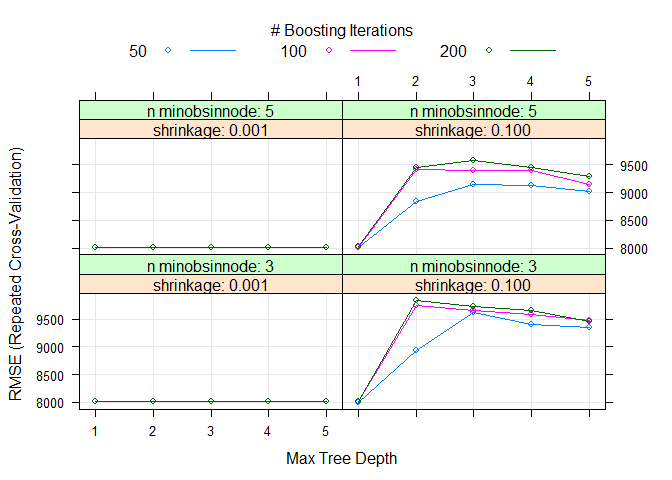 # Boosting Iterations
50 100 200
1 2 3 4 5
n minobsinnode: 5 n minobsinnode: 5
shrinkage: 0.001 shrinkage: 0.100
9500
9000
8500
8000
n minobsinnode: 3 n minobsinnode: 3
shrinkage: 0.001 shrinkage: 0.100
9500
9000
8500
8000
RMSE (Repeated Cross-Validation)
1 2 3 4 5
Max Tree Depth